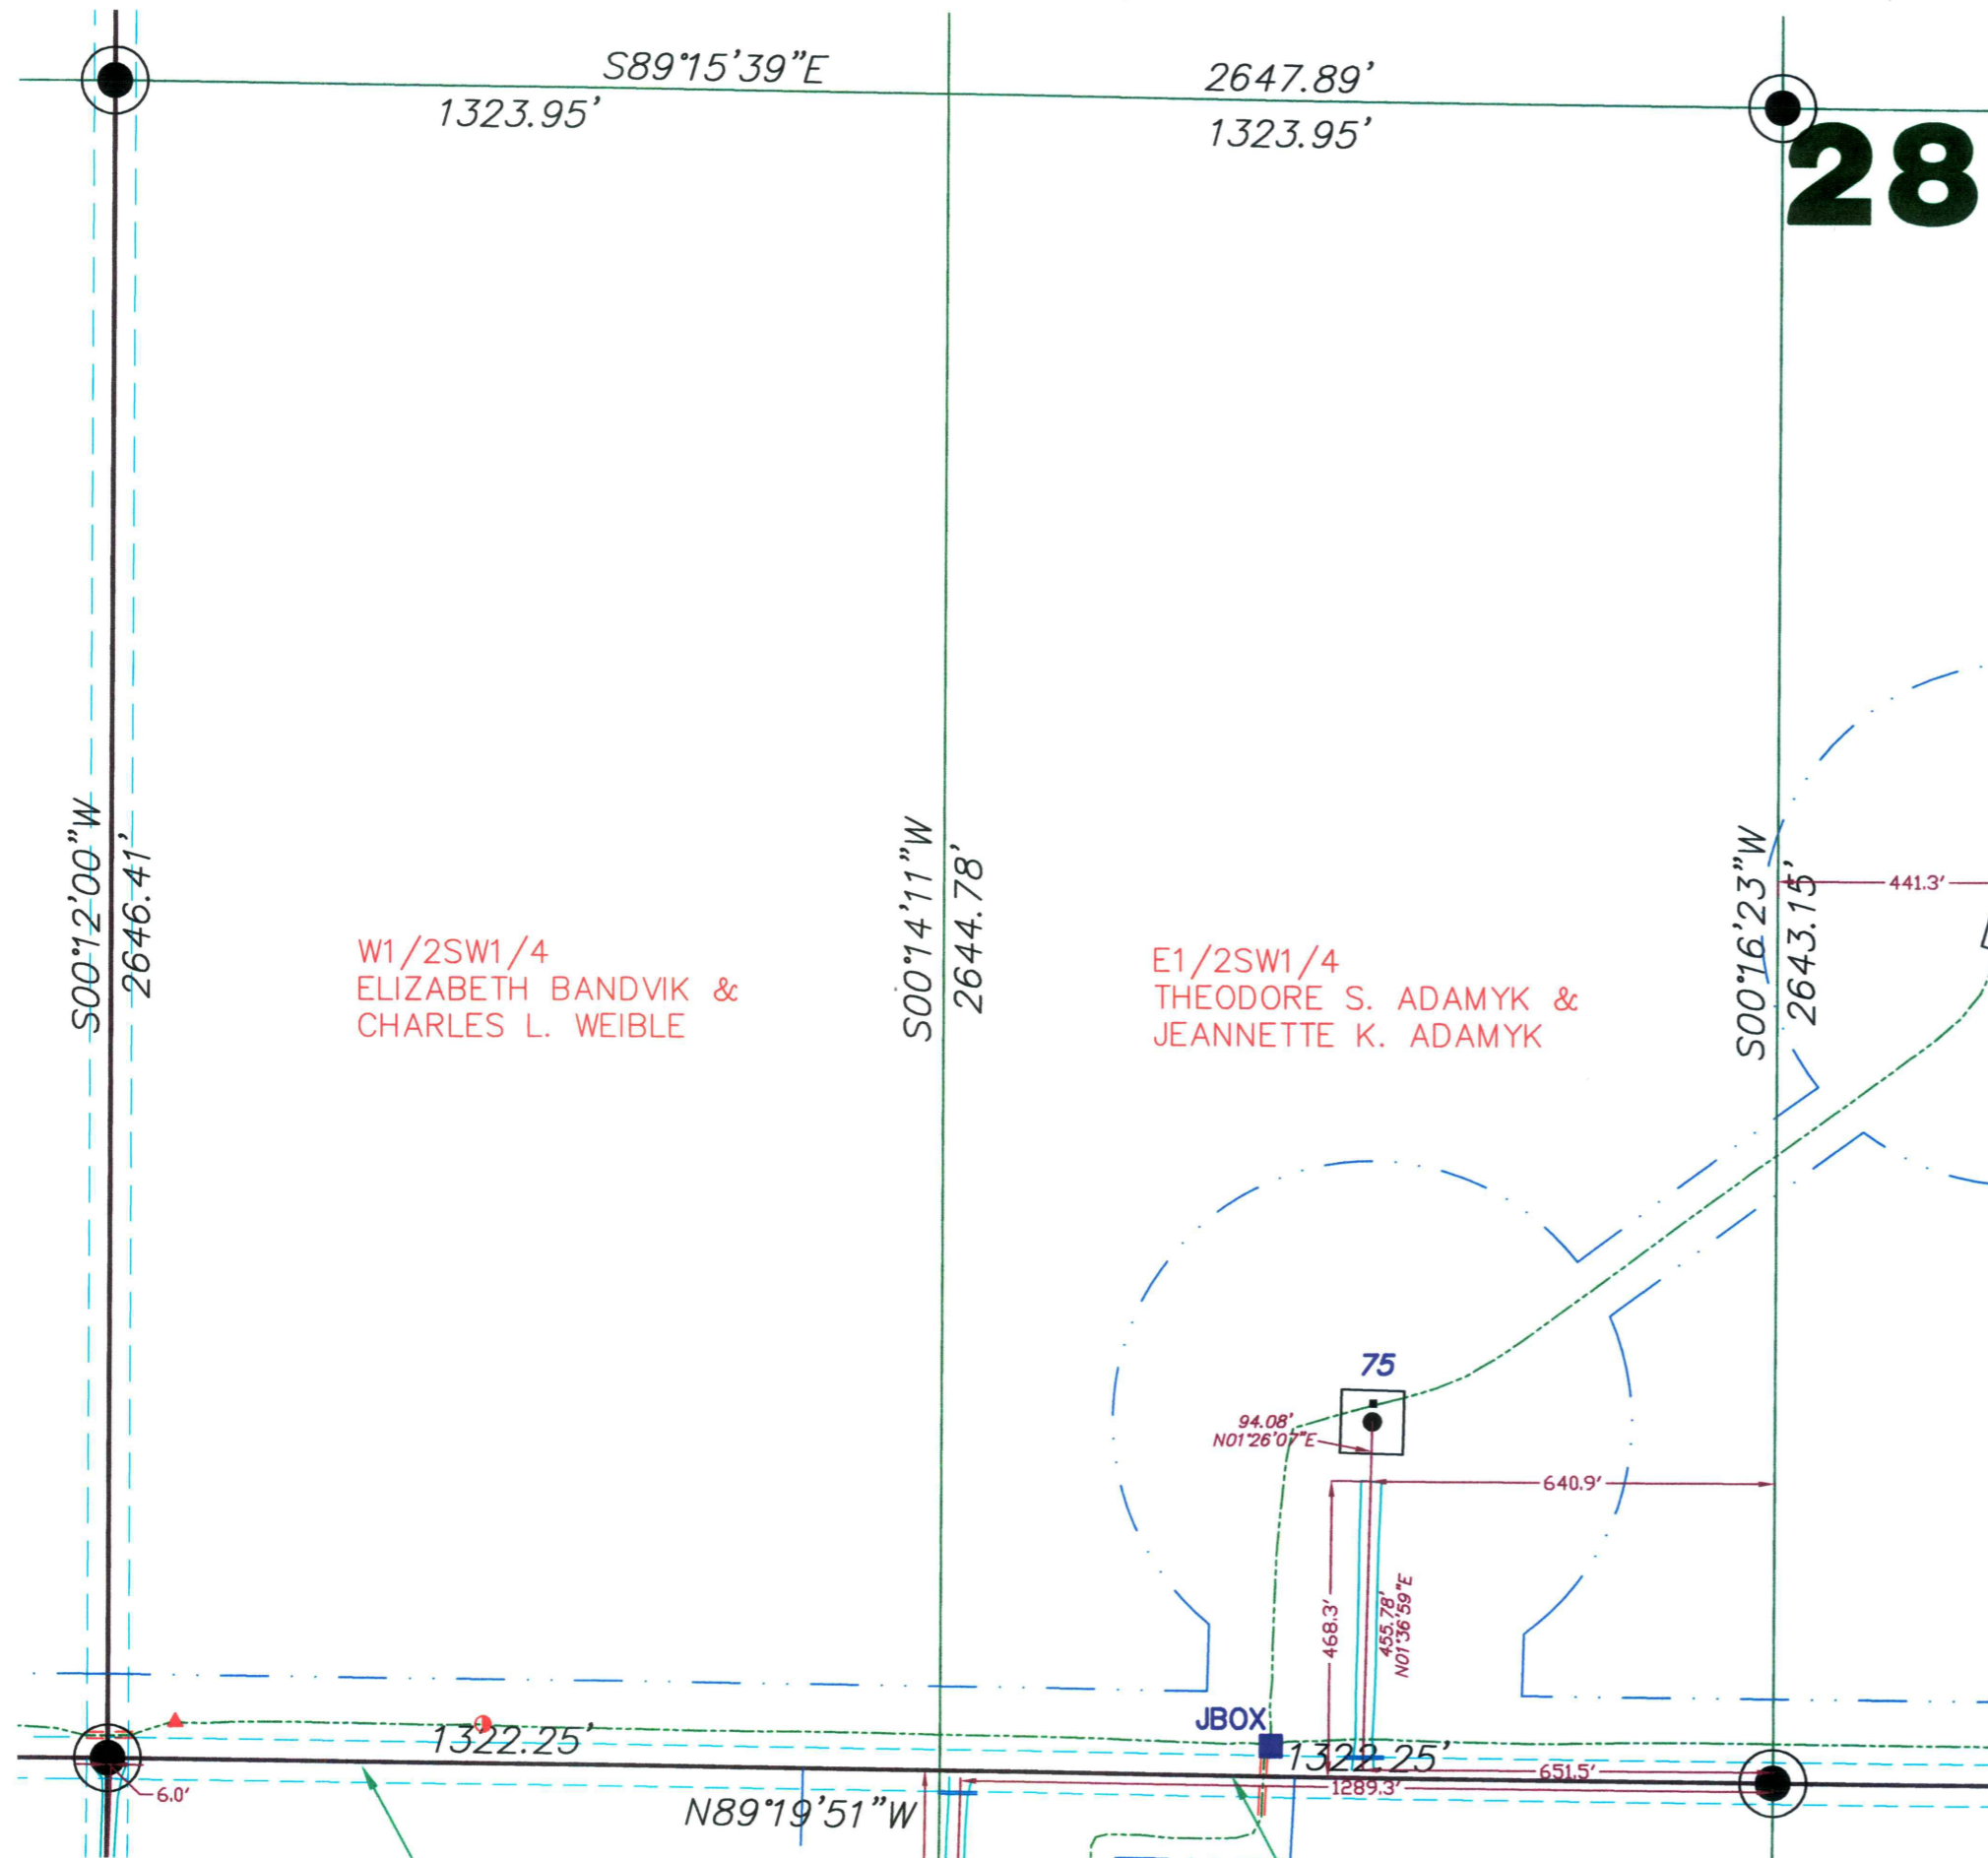 S89°15'39"E
2647.89'
1323.95'
1323.95'
28
S00°12'00"W
2646.41'
S00°14'11"W
2644.78'
S00°16'23"W
2643.15'
441.3'
W1/2SW1/4
ELIZABETH BANDVIK &
CHARLES L. WEIBLE
E1/2SW1/4
THEODORE S. ADAMYK &
JEANNETTE K. ADAMYK
75
94.08'
N01°26'07"E
640.9'
468.3'
455.78'
N01°36'59"E
JBOX
1322.25'
1322.25'
651.5'
1289.3'
6.0'
N89°19'51"W